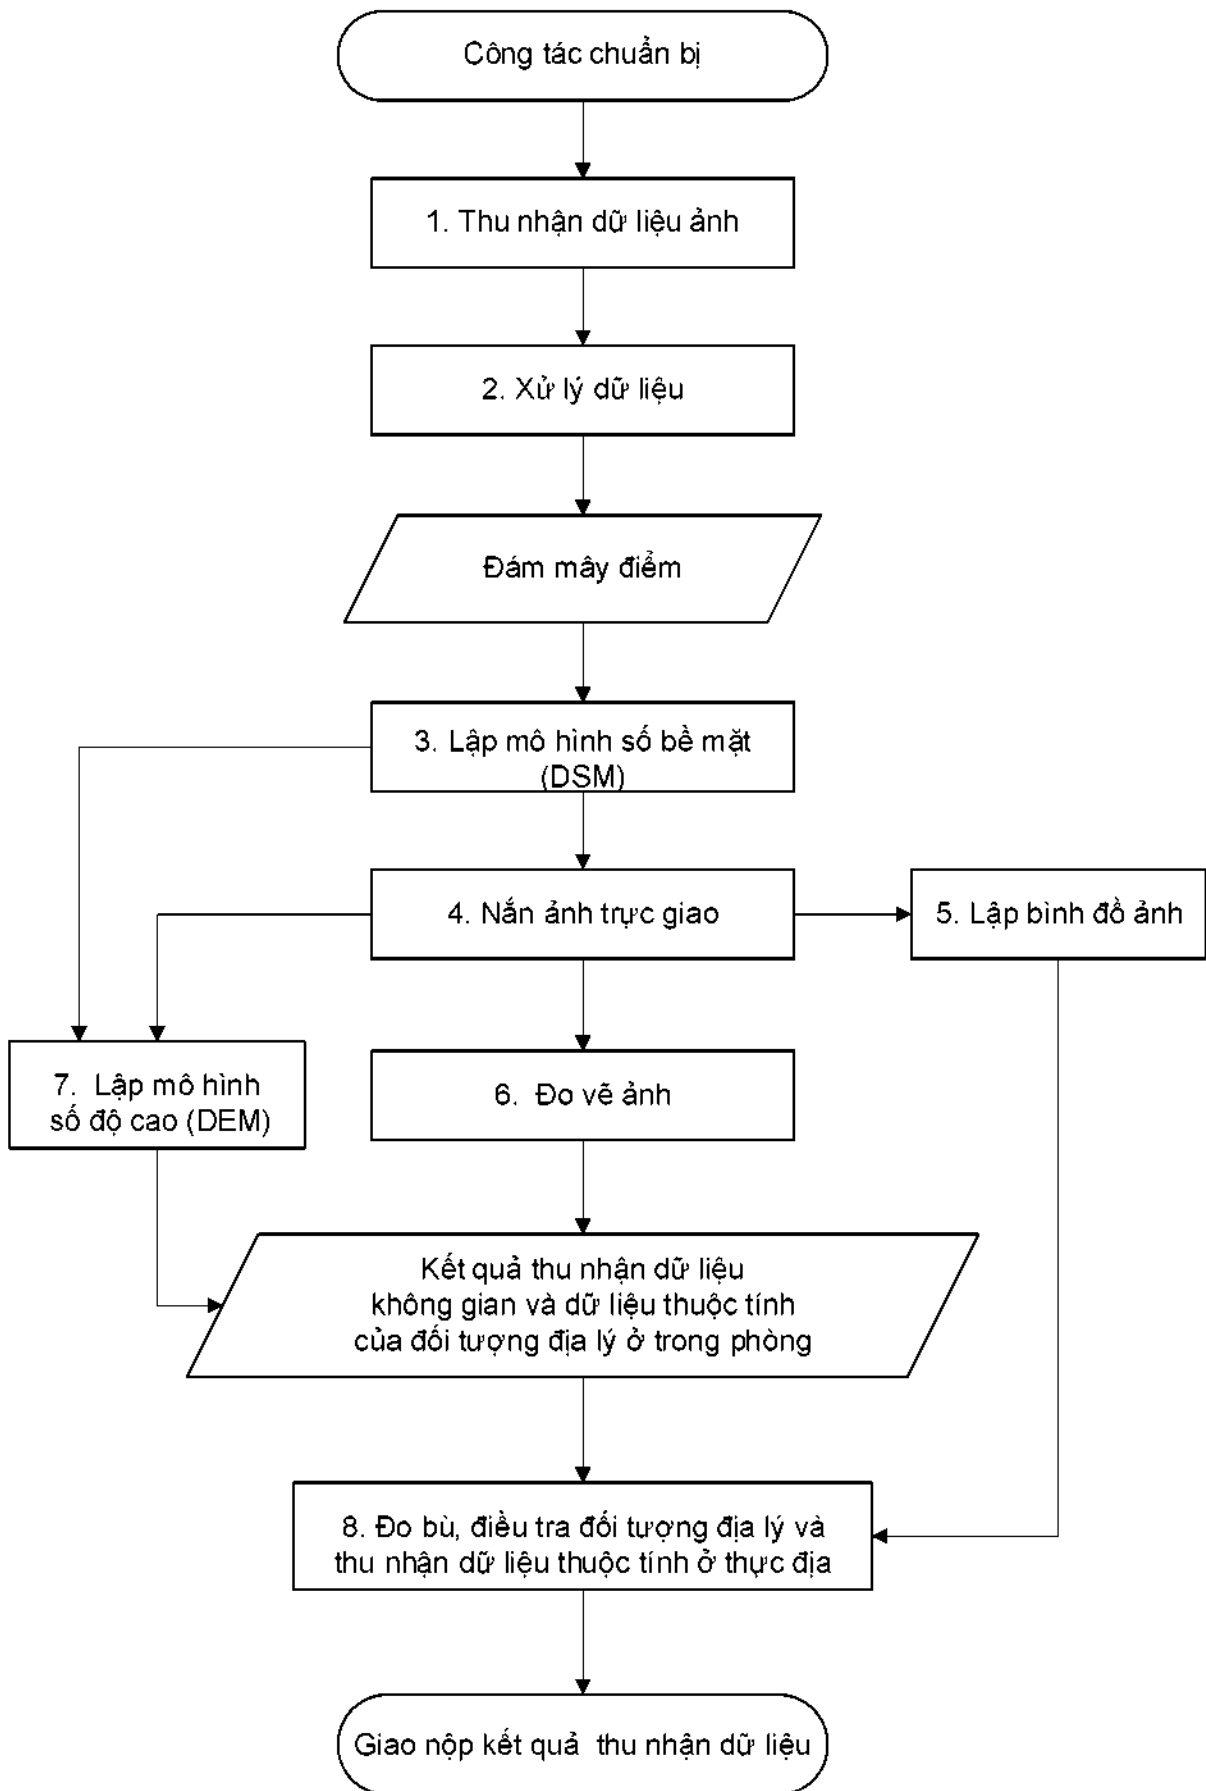 Công tác chuẩn bị
1. Thu nhận dữ liệu ảnh
2. Xử lý dữ liệu
Đám mây điểm
3. Lập mô hình số bề mặt
(DSM)
4. Nắn ảnh trực giao
5. Lập bình đồ ảnh
7. Lập mô hình
số độ cao (DEM)
6. Đo vẽ ảnh
Kết quả thu nhận dữ liệu
không gian và dữ liệu thuộc tính
của đối tượng địa lý ở trong phòng
8. Đo bù, điều tra đối tượng địa lý và
thu nhận dữ liệu thuộc tính ở thực địa
Giao nộp kết quả thu nhận dữ liệu